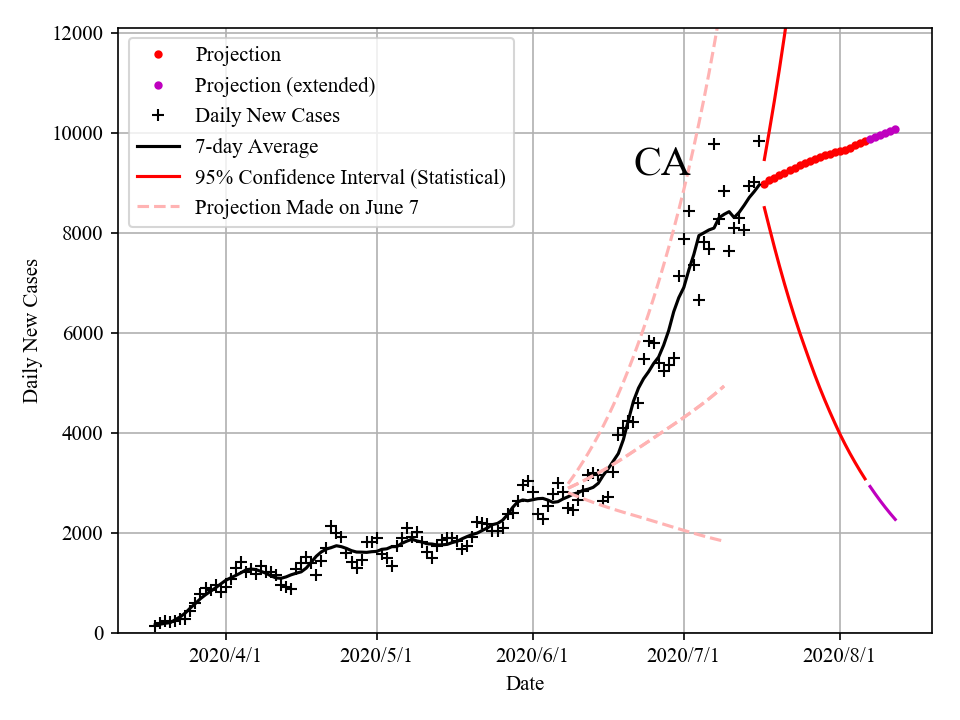 12000
10000
8000
6000
4000
2000
0
Daily New Cases
Projection
Projection (extended)
Daily New Cases
7-day Average
95% Confidence Interval (Statistical)
Projection Made on June 7
CA
2020/4/1 2020/5/1 2020/6/1 2020/7/1 2020/8/1
Date